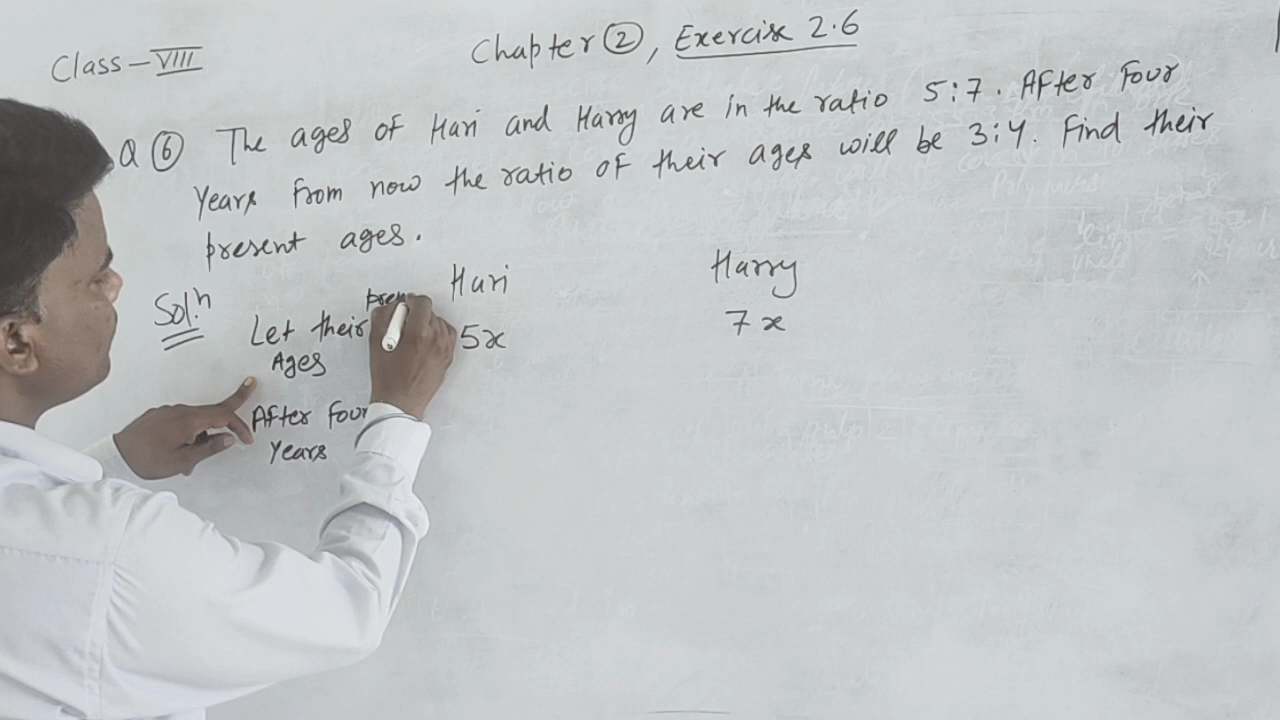 Class-VIII
Chapter 2, Exercise 2.6
Q 6 The ages of Hari and Harry are in the ratio 5:7. After Four
Years from now the ratio of their ages will be 3:4. Find their
present ages.
Sol.n
Hari Harry
Let their pren 5x 7x
Ages
After Four
Years